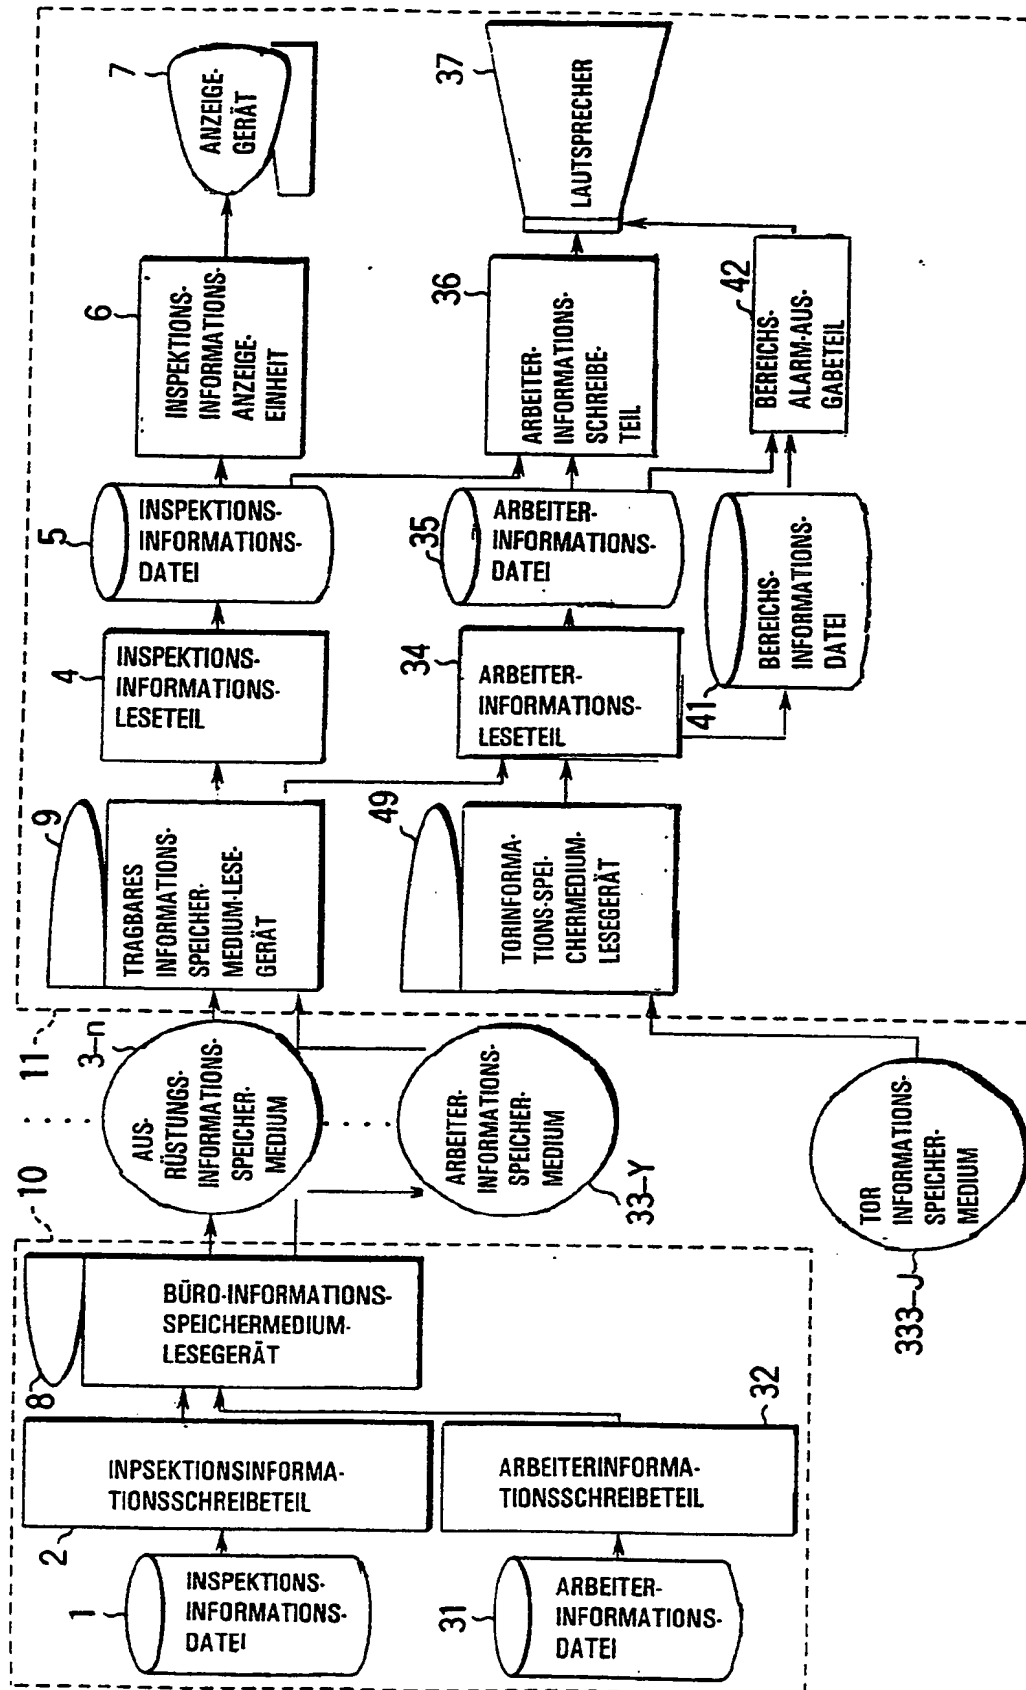 1
INSPEKTIONS-
INFORMATIONS-
DATEI
2
INPSEKTIONSINFORMA-
TIONSSCHREIBETEIL
8
BÜRO-INFORMATIONS-
SPEICHERMEDIUM-
LESEGERÄT
10
31
ARBEITER-
INFORMATIONS-
DATEI
32
ARBEITERINFORMA-
TIONSSCHREIBETEIL
3-n
AUS-
RÜSTUNGS-
INFORMATIONS-
SPEICHER-
MEDIUM
33-Y
ARBEITER-
INFORMATIONS-
SPEICHER-
MEDIUM
333-J
TOR
INFORMATIONS-
SPEICHER-
MEDIUM
11
9
TRAGBARES
INFORMATIONS-
SPEICHER-
MEDIUM-LESE-
GERÄT
4
INSPEKTIONS-
INFORMATIONS-
LESETEIL
5
INSPEKTIONS-
INFORMATIONS-
DATEI
6
INSPEKTIONS-
INFORMATIONS-
ANZEIGE-
EINHEIT
7
ANZEIGE-
GERÄT
49
TORINFORMA-
TIONS-SPEI-
CHERMEDIUM-
LESEGERÄT
34
ARBEITER-
INFORMATIONS-
LESETEIL
35
ARBEITER-
INFORMATIONS-
DATEI
36
ARBEITER-
INFORMATIONS-
SCHREIBE-
TEIL
37
LAUTSPRECHER
41
BEREICHS-
INFORMATIONS-
DATEI
42
BEREICHS-
ALARM-AUS-
GABETEIL